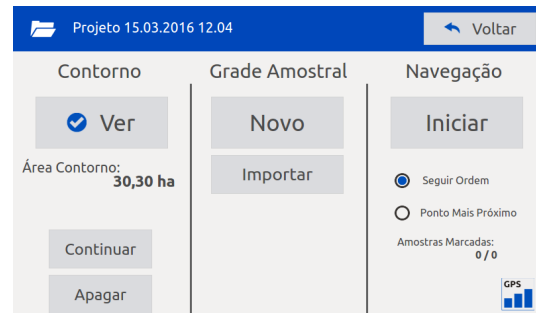 Projeto 15.03.2016 12.04
Voltar
Contorno
Ver
Área Contorno:
30,30 ha
Continuar
Apagar
Grade Amostral
Novo
Importar
Navegação
Iniciar
Seguir Ordem
Ponto Mais Próximo
Amostras Marcadas:
0 / 0
GPS